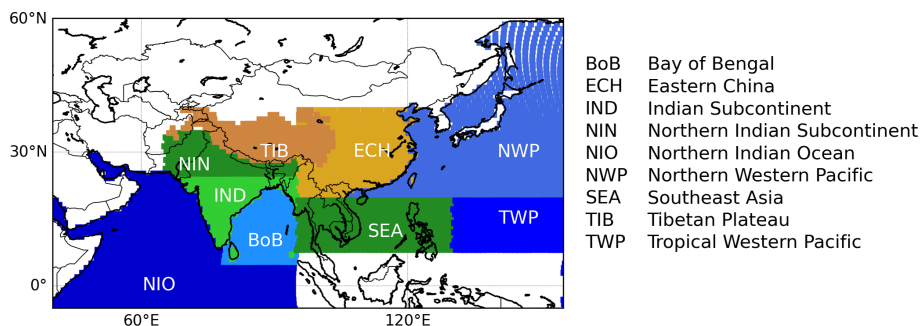 60°N
30°N
0°
60°E
120°E
NIN
TIB
ECH
NWP
IND
BoB
SEA
TWP
NIO
BoB Bay of Bengal
ECH Eastern China
IND Indian Subcontinent
NIN Northern Indian Subcontinent
NIO Northern Indian Ocean
NWP Northern Western Pacific
SEA Southeast Asia
TIB Tibetan Plateau
TWP Tropical Western Pacific